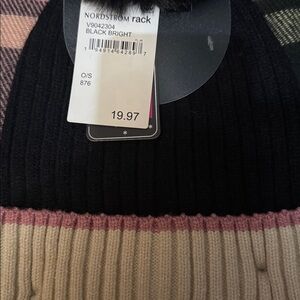 NORDSTROM rack
V9042304
BLACK BRIGHT
O/S
876
19.97